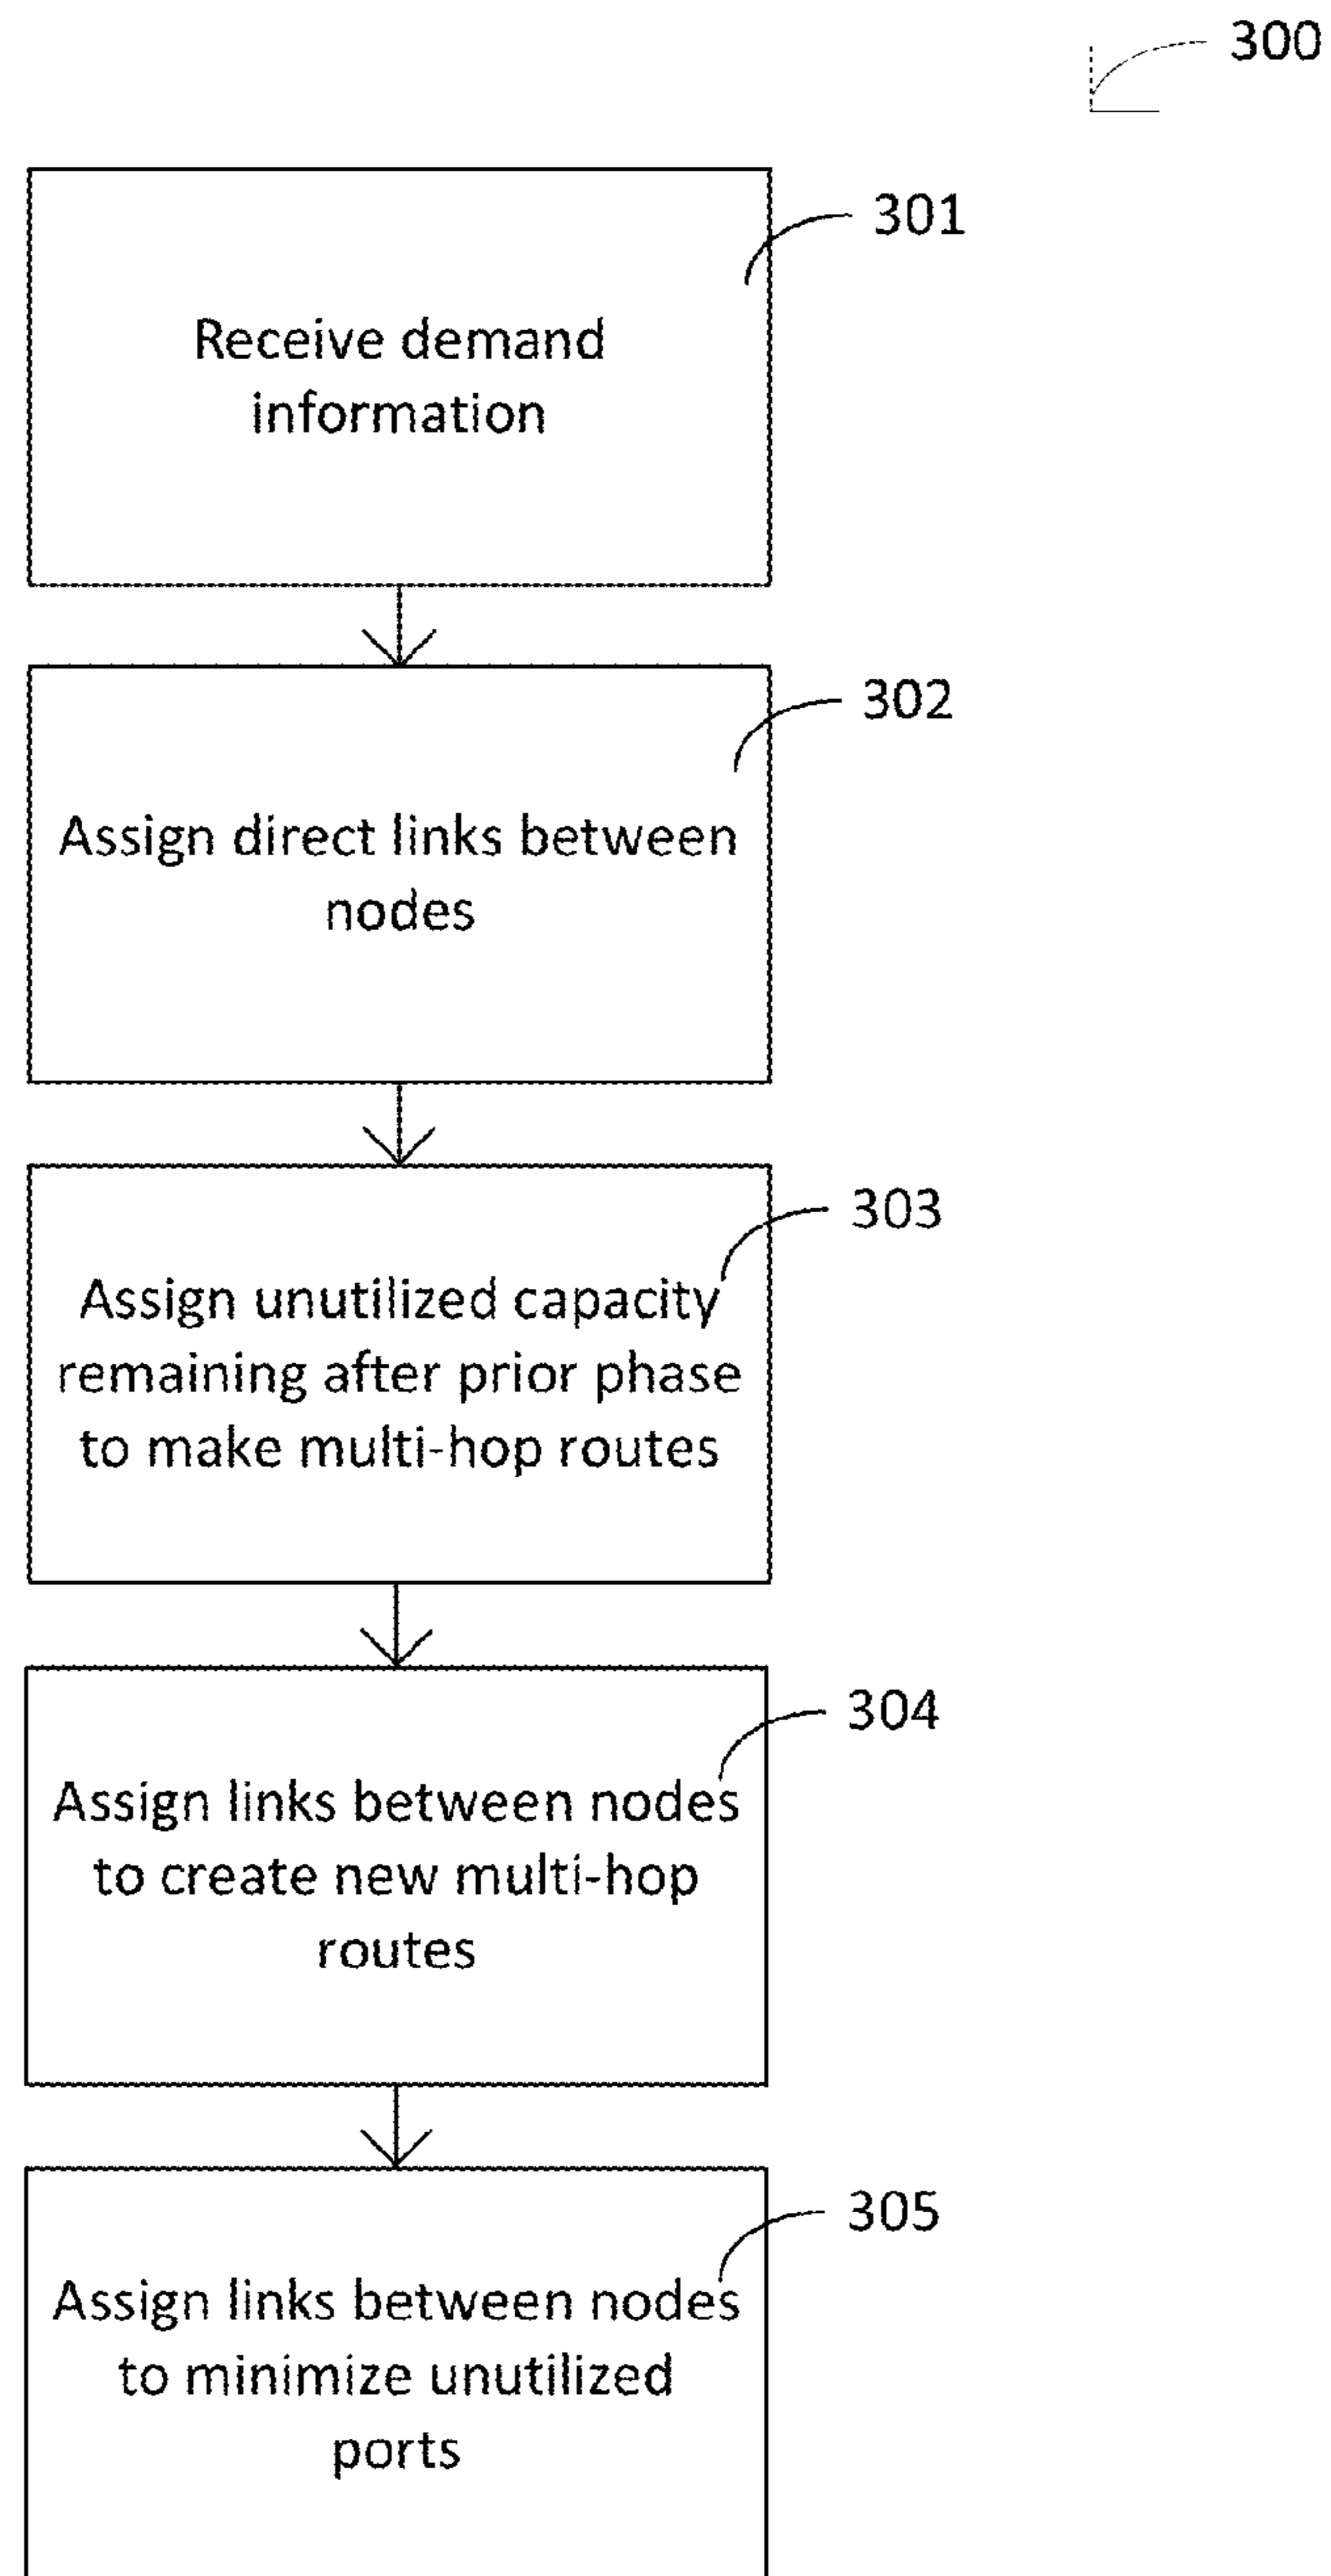 300
301
Receive demand
information
302
Assign direct links between
nodes
303
Assign unutilized capacity
remaining after prior phase
to make multi-hop routes
304
Assign links between nodes
to create new multi-hop
routes
305
Assign links between nodes
to minimize unutilized
ports